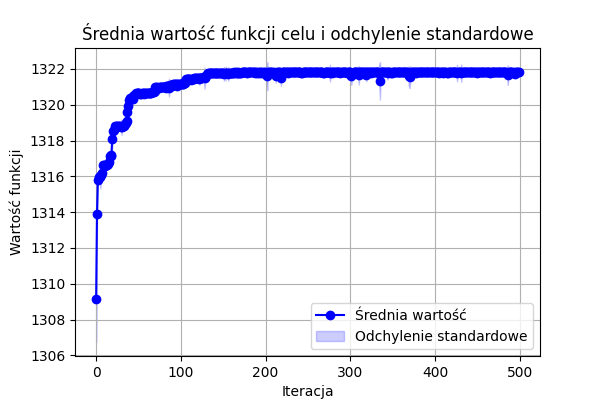 Średnia wartość funkcji celu i odchylenie standardowe
Wartość funkcji
1322
1320
1318
1316
1314
1312
1310
1308
1306
Średnia wartość
Odchylenie standardowe
0 100 200 300 400 500
Iteracja